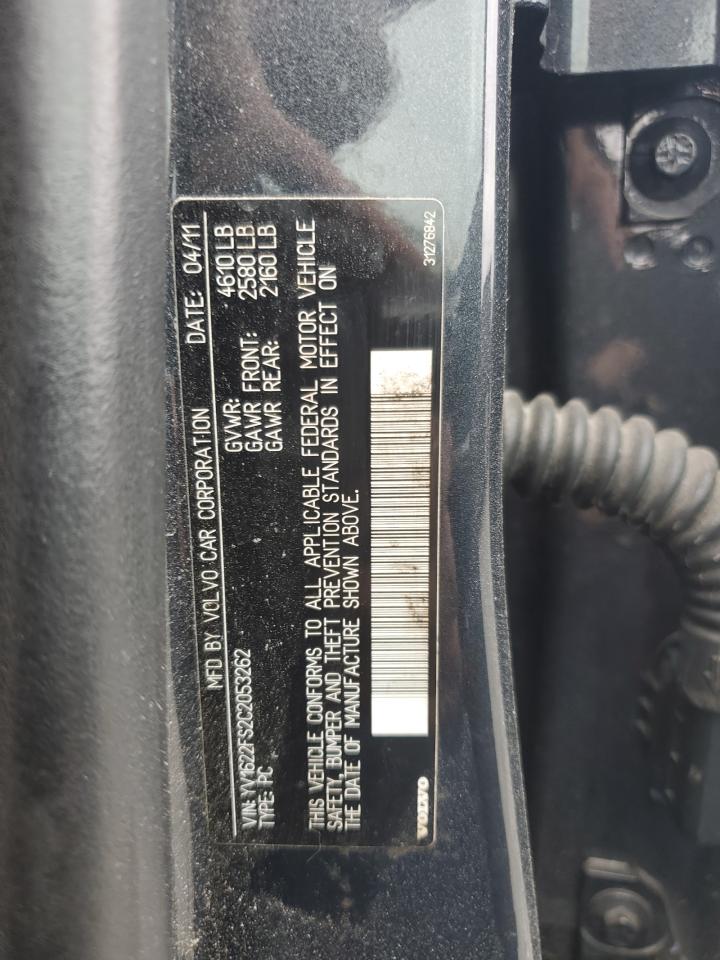 MFD BY VOLVO CAR CORPORATION DATE: 04/11
VIN: YV1622FS2C2053262 GVWR: 4610 LB
TYPE: PC GAWR FRONT: 2580 LB
GAWR REAR: 2160 LB
THIS VEHICLE CONFORMS TO ALL APPLICABLE FEDERAL MOTOR VEHICLE
SAFETY, BUMPER AND THEFT PREVENTION STANDARDS IN EFFECT ON
THE DATE OF MANUFACTURE SHOWN ABOVE.
VOLVO 31276842